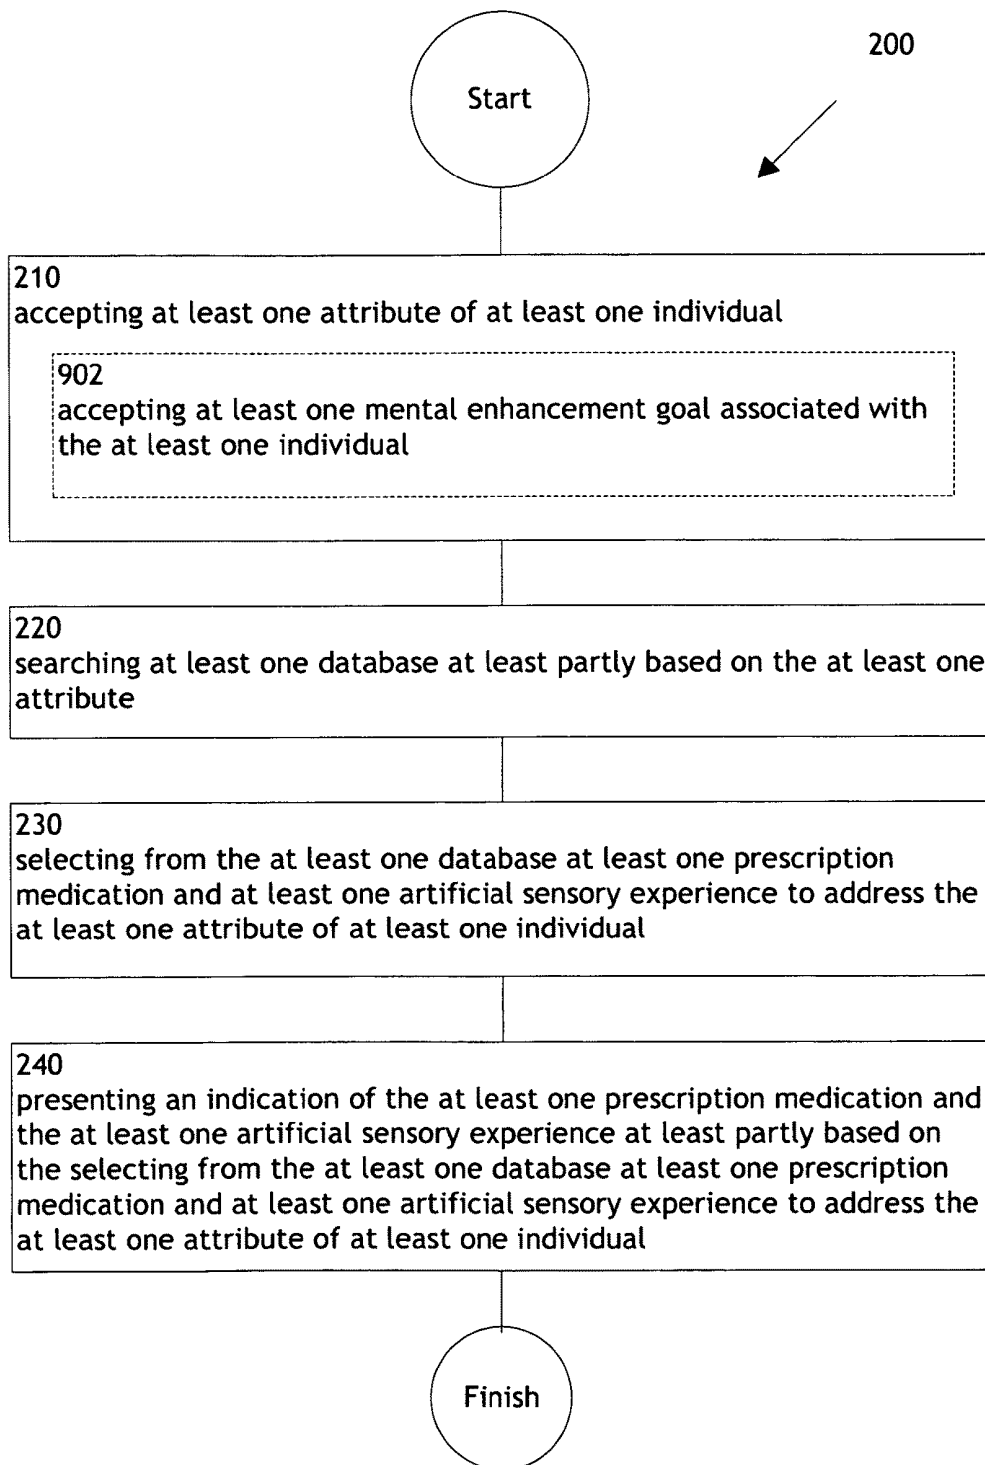 200
Start
210
accepting at least one attribute of at least one individual
902
accepting at least one mental enhancement goal associated with
the at least one individual
220
searching at least one database at least partly based on the at least one
attribute
230
selecting from the at least one database at least one prescription
medication and at least one artificial sensory experience to address the
at least one attribute of at least one individual
240
presenting an indication of the at least one prescription medication and
the at least one artificial sensory experience at least partly based on
the selecting from the at least one database at least one prescription
medication and at least one artificial sensory experience to address the
at least one attribute of at least one individual
Finish